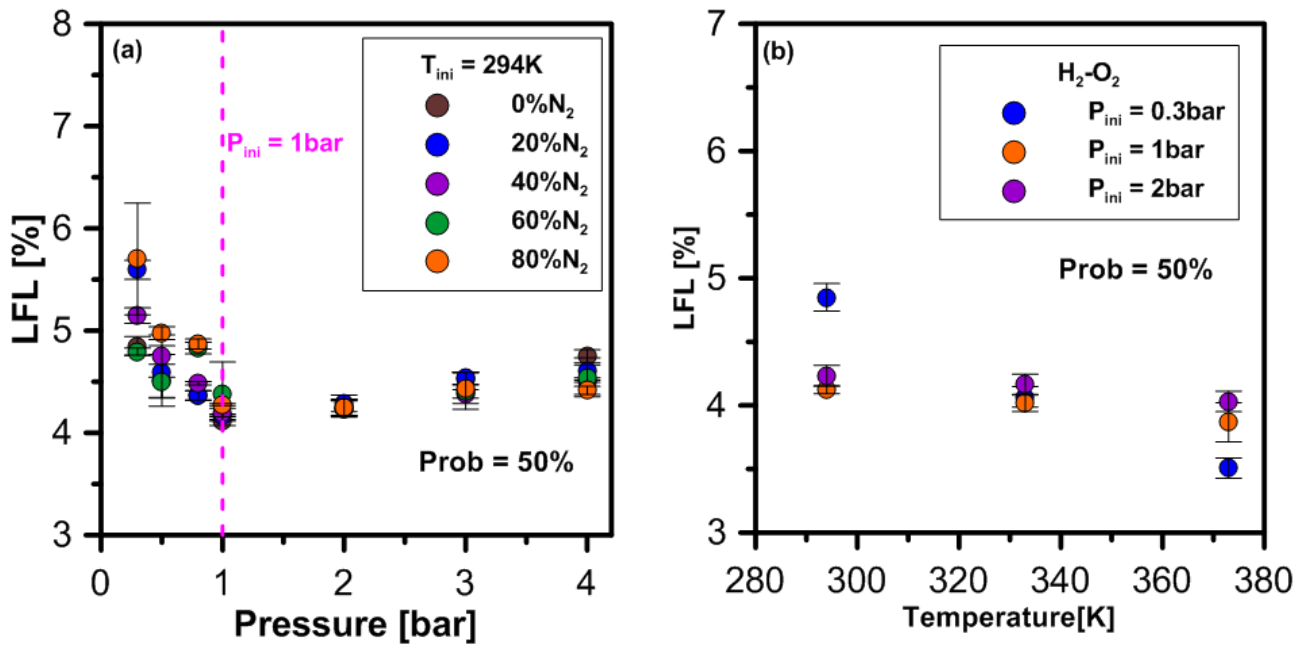 (a)
T_ini = 294K
0%N₂
20%N₂
40%N₂
60%N₂
80%N₂
P_ini = 1bar
Prob = 50%
LFL [%]
8
7
6
5
4
3
0
1
2
3
4
Pressure [bar]
(b)
H₂-O₂
P_ini = 0.3bar
P_ini = 1bar
P_ini = 2bar
Prob = 50%
LFL [%]
7
6
5
4
3
280
300
320
340
360
380
Temperature[K]